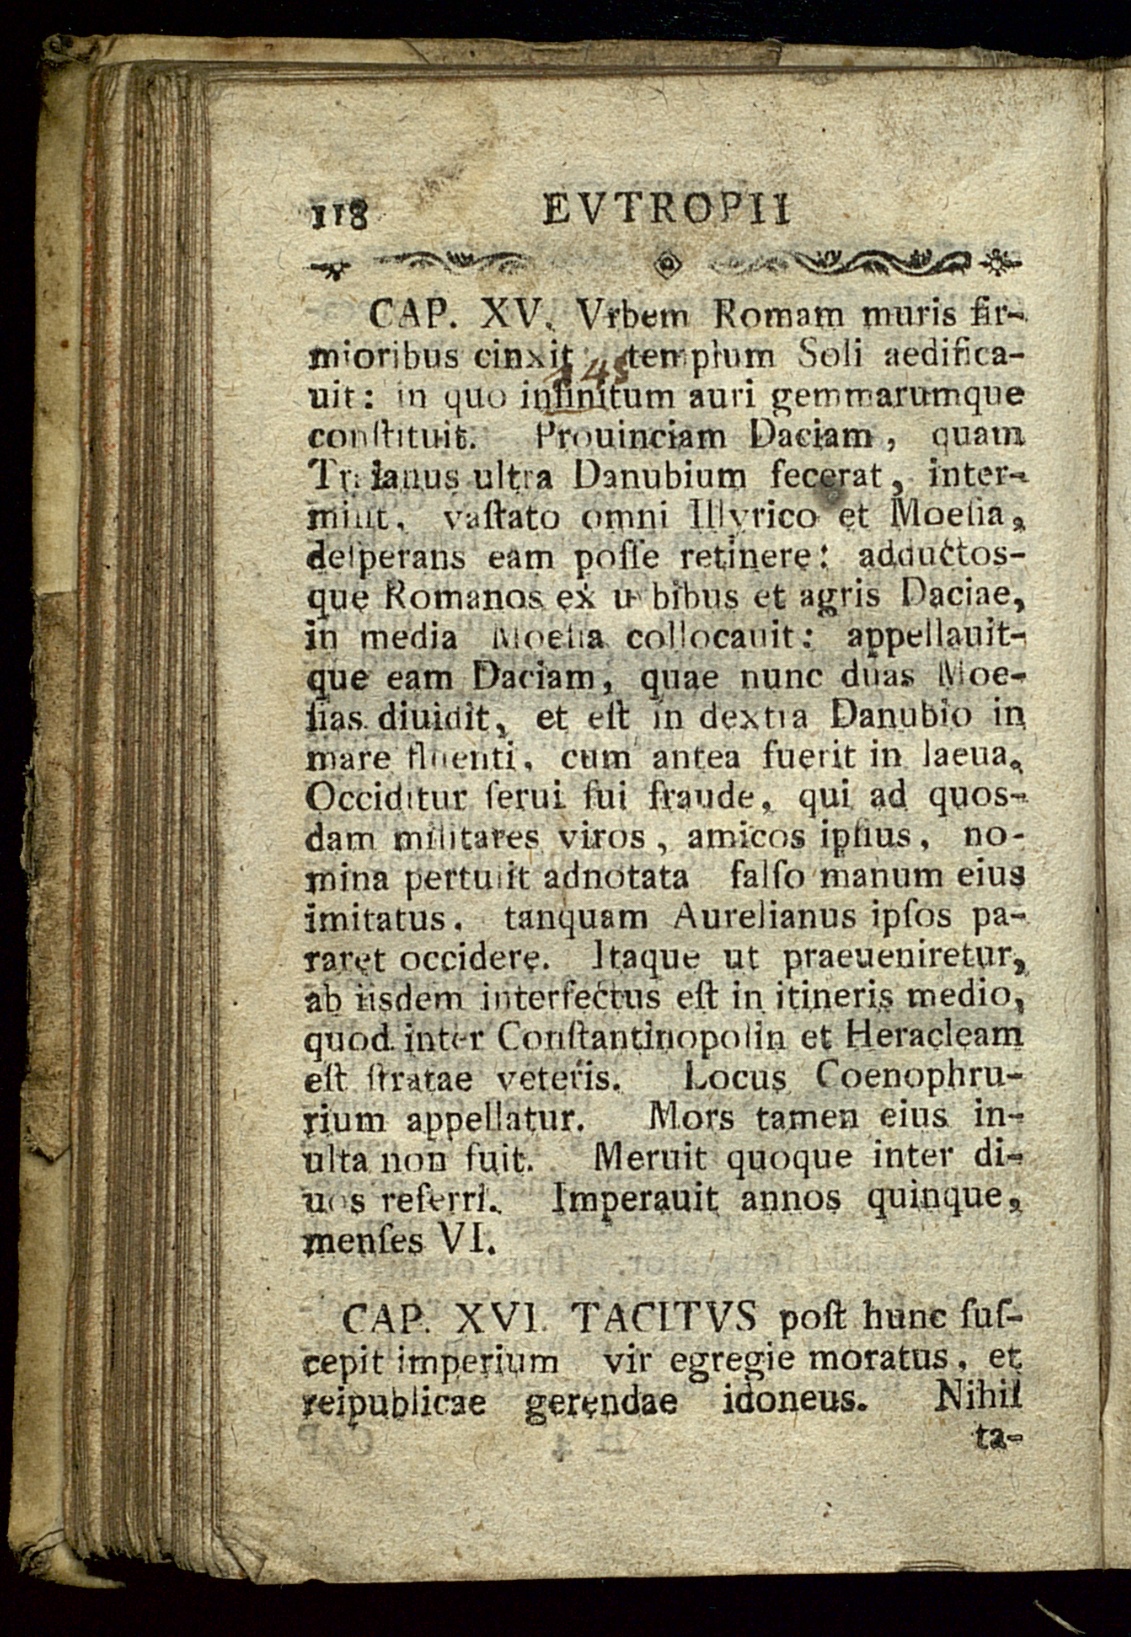 118 EVTROPII
CAP. XV. Vrbem Romam muris fir-
mioribus cinxit; templum Soli aedifica-
uit: in quo infinitum auri gemmarumque
conſtituit. Prouinciam Daciam, quam
Traianus ultra Danubium fecerat, inter-
miſit, vaſtato omni Illyrico et Moeſia,
deſperans eam poſſe retinere: adductos-
que Romanos ex urbibus et agris Daciae,
in media Moeſia collocauit: appellauit-
que eam Daciam, quae nunc duas Moe-
ſias diuidit, et eſt in dextra Danubio in
mare fluenti, cum antea fuerit in laeua.
Occiditur ſerui ſui fraude, qui ad quos-
dam militares viros, amicos ipſius, no-
mina pertulit adnotata falſo manum eius
imitatus, tanquam Aurelianus ipſos pa-
raret occidere. Itaque ut praeueniretur,
ab iisdem interfectus eſt in itineris medio,
quod inter Conſtantinopolin et Heracleam
eſt ſtratae veteris. Locus Coenophru-
rium appellatur. Mors tamen eius in-
ulta non fuit. Meruit quoque inter di-
uos referri. Imperauit annos quinque,
menſes VI.
CAP. XVI. TACITVS poſt hunc ſuſ-
cepit imperium vir egregie moratus, et
reipublicae gerendae idoneus. Nihil
ta-